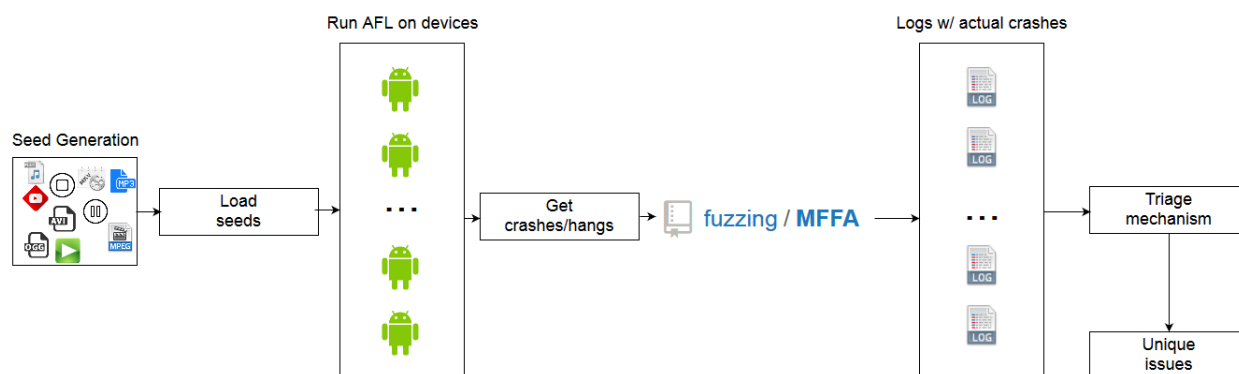 Run AFL on devices
Logs w/ actual crashes
Seed Generation
MP3
AVI
OGG
MPEG
Load
seeds
...
Get
crashes/hangs
fuzzing / MFFA
LOG
LOG
...
LOG
LOG
Triage
mechanism
Unique
issues